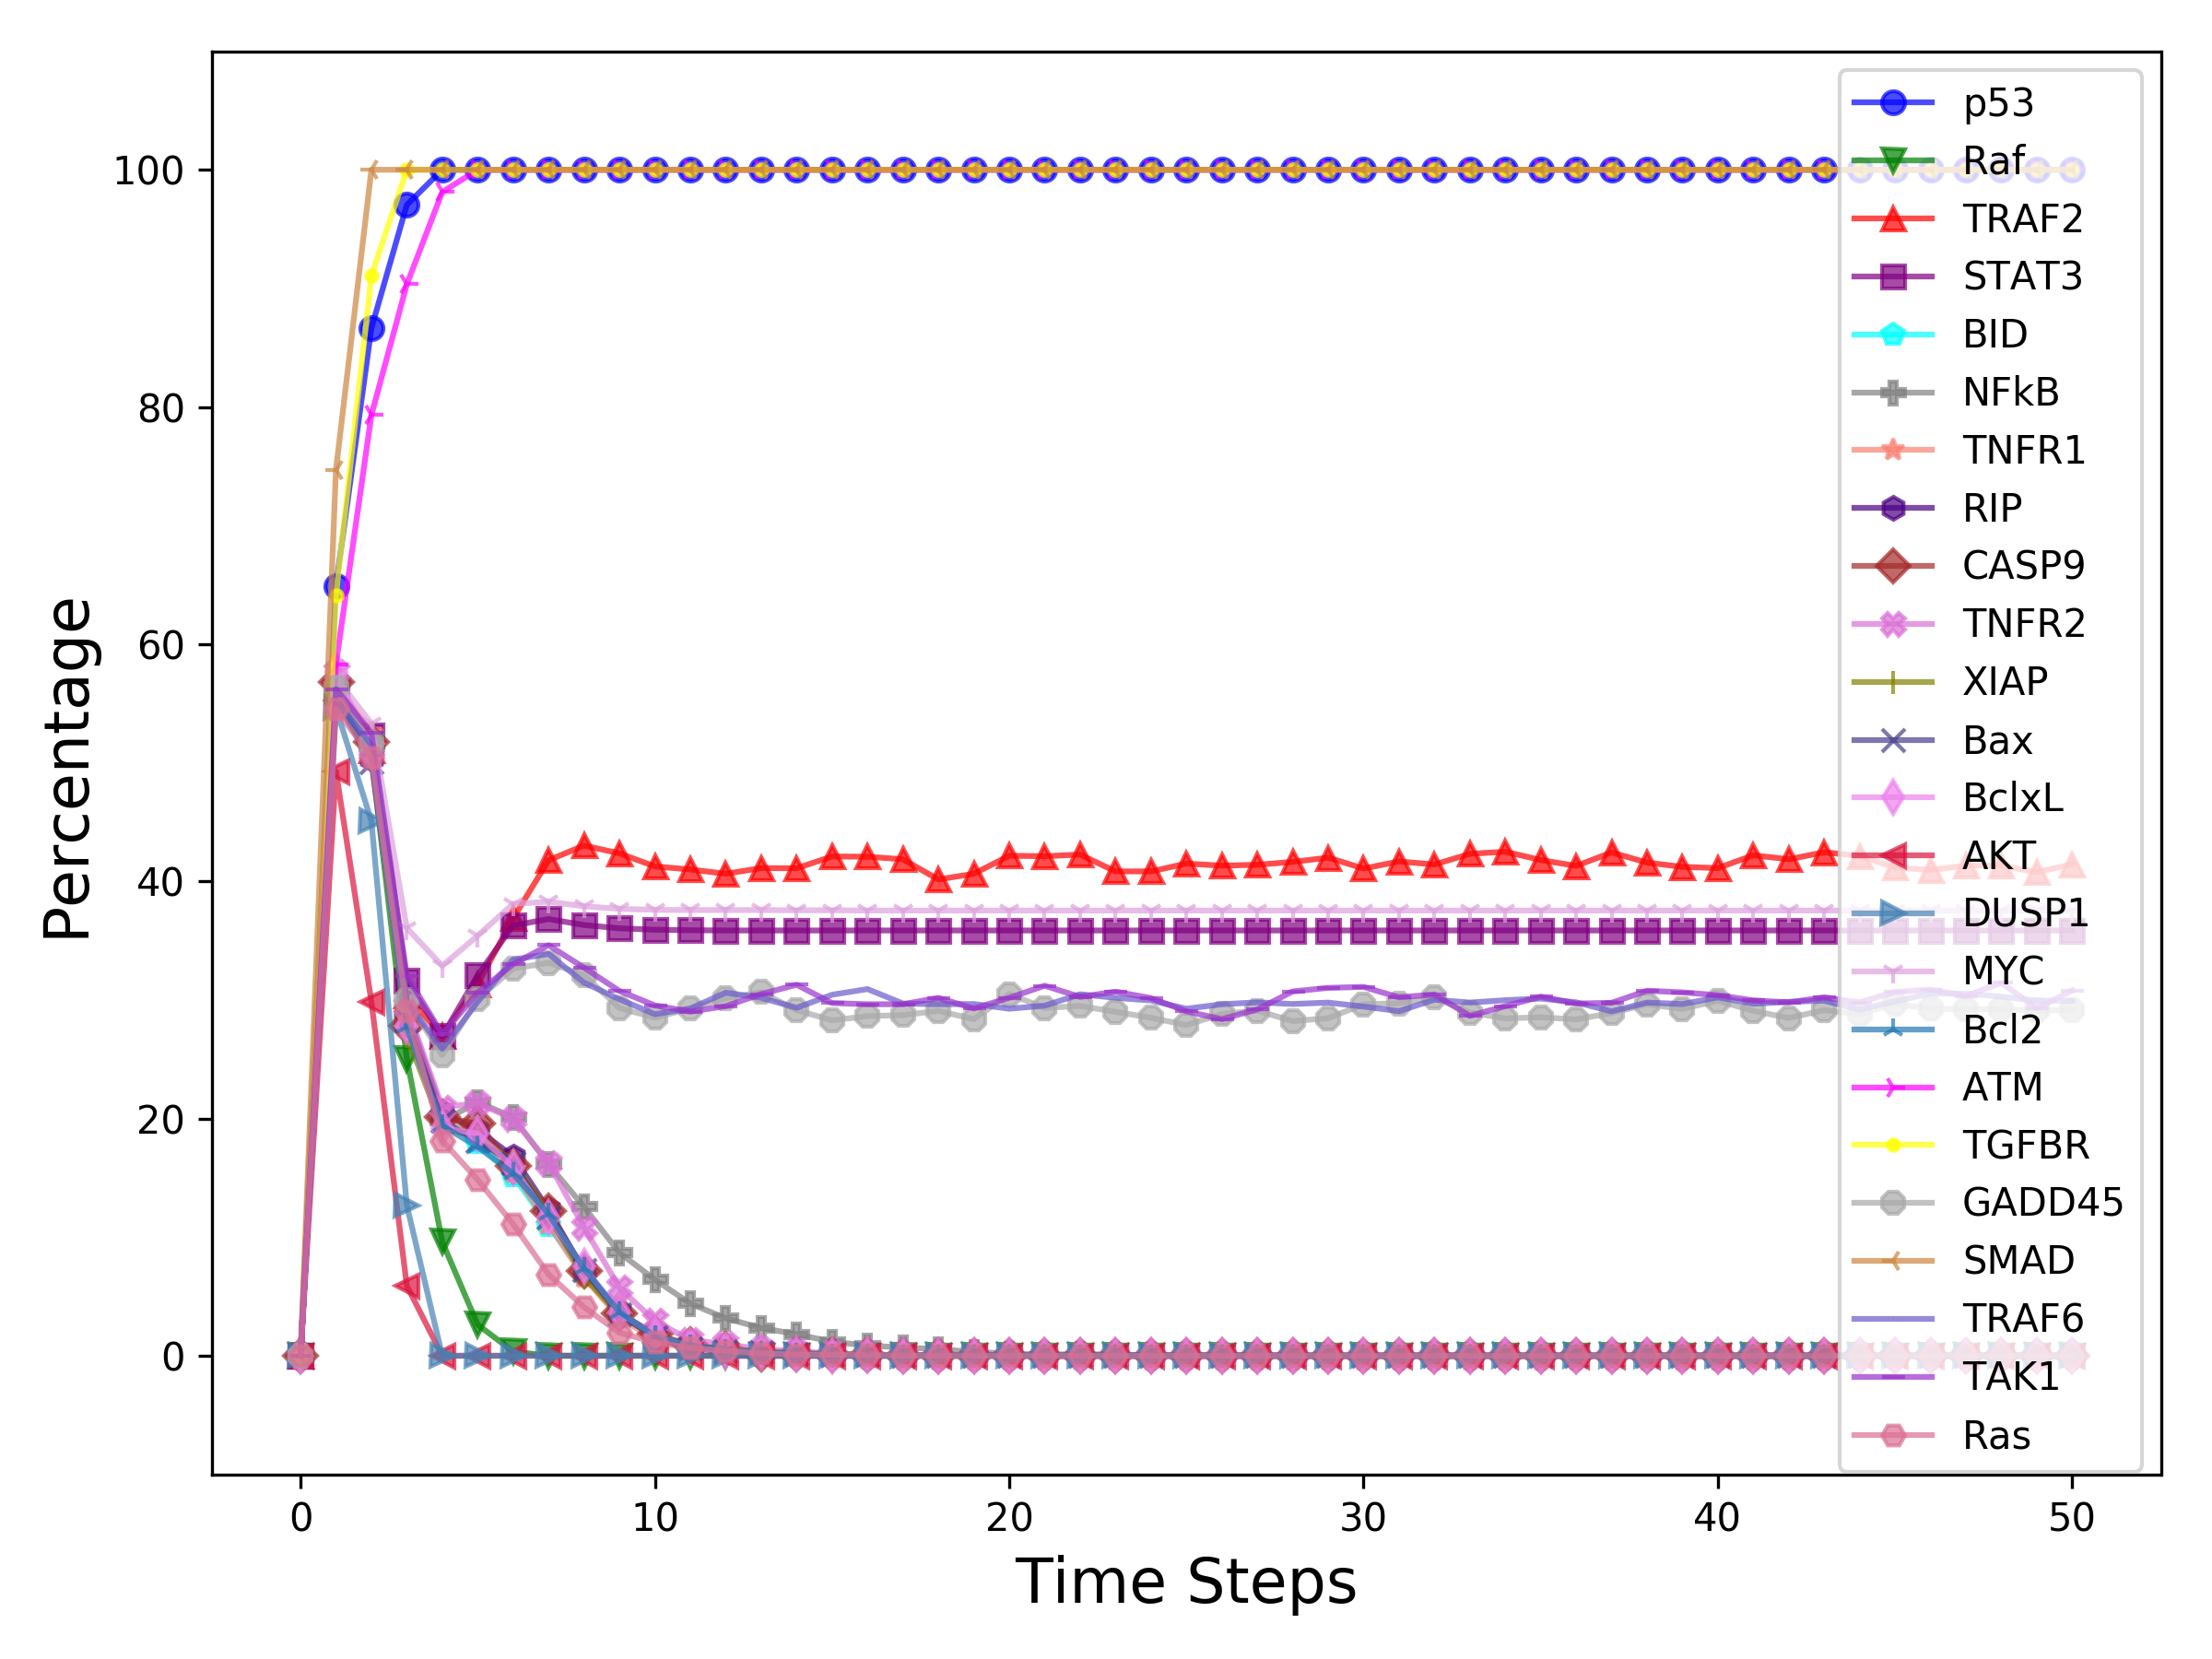 Percentage
100
80
60
40
20
0
0 10 20 30 40 50
Time Steps
p53
Raf
TRAF2
STAT3
BID
NFkB
TNFR1
RIP
CASP9
TNFR2
XIAP
Bax
BclxL
AKT
DUSP1
MYC
Bcl2
ATM
TGFBR
GADD45
SMAD
TRAF6
TAK1
Ras